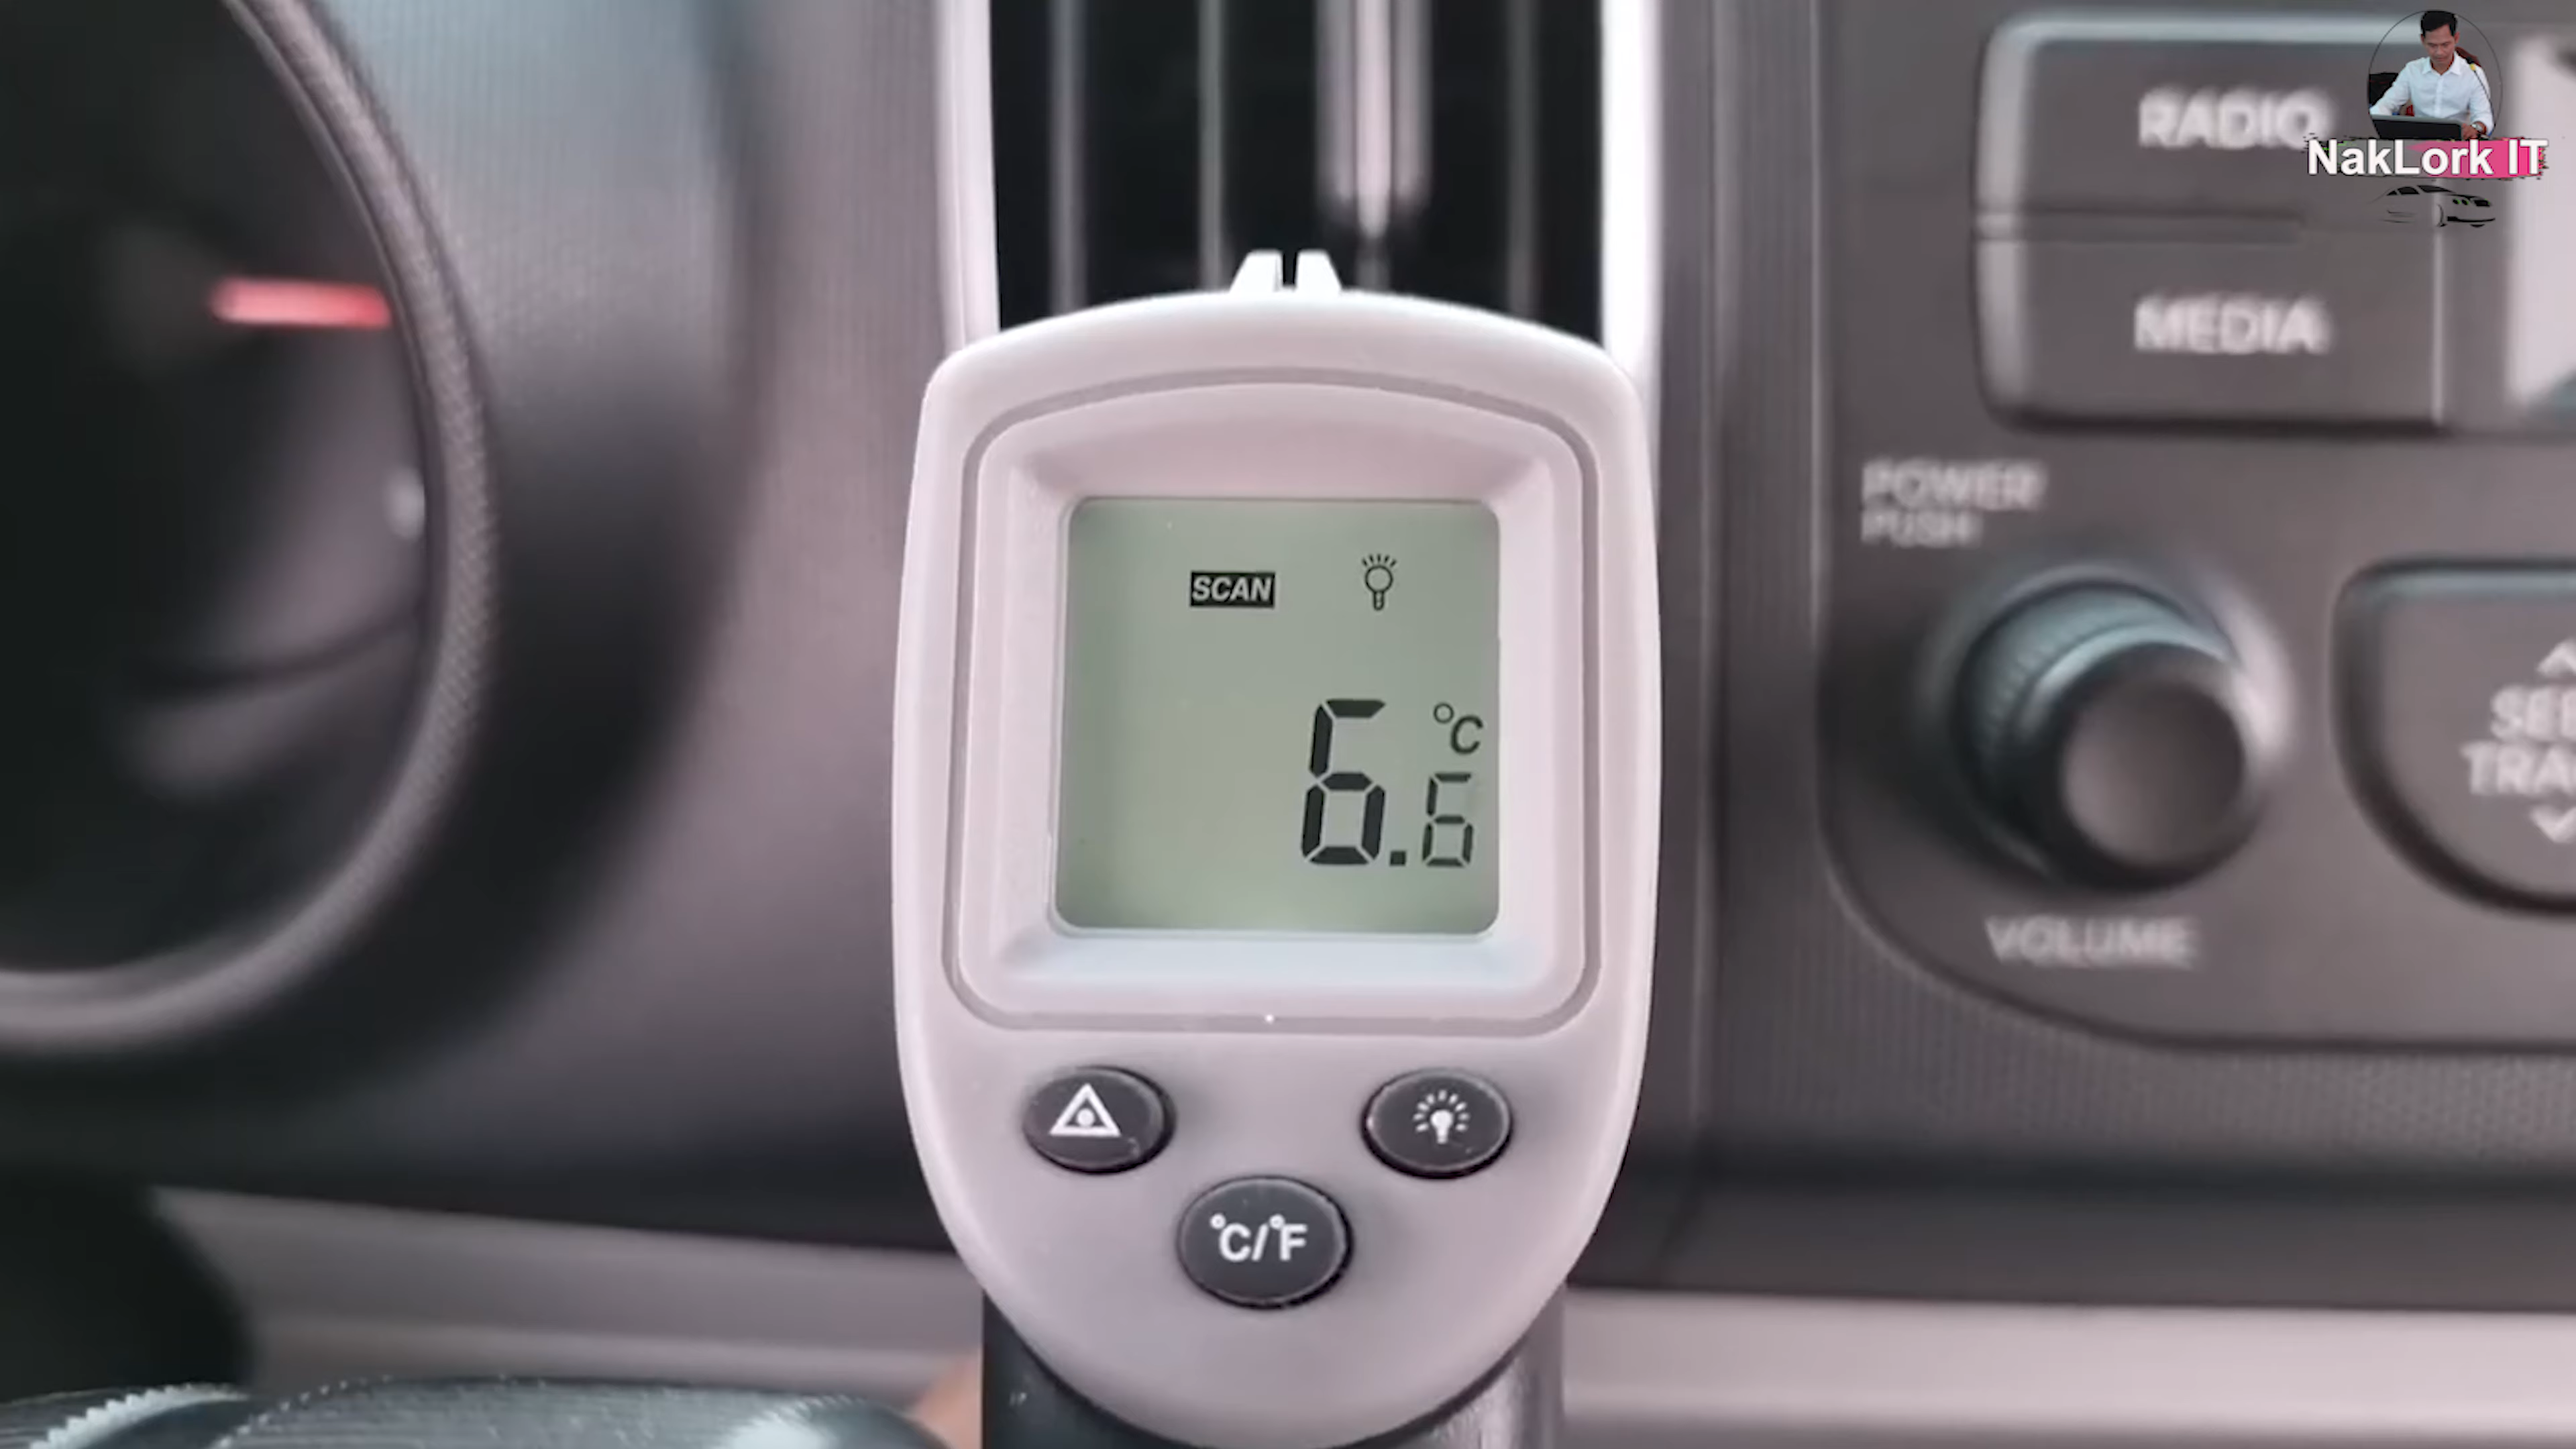 RADIO
NakLork IT
MEDIA
POWER
PUSH
SCAN
°C
6.6
VOLUME
°C/°F